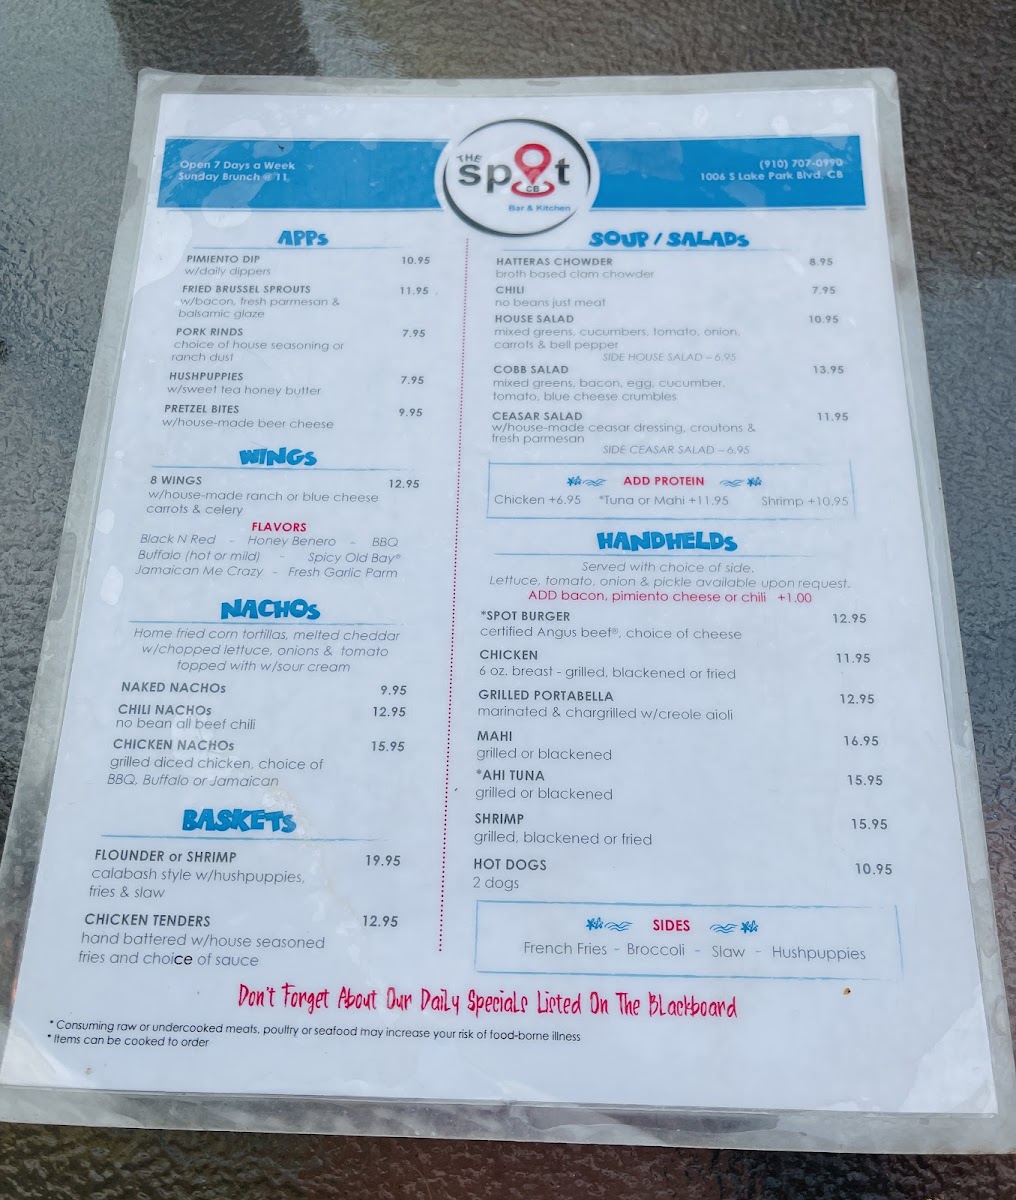 Open 7 Days a Week
Sunday Brunch @ 11
THE
spot
CB
Bar & Kitchen
(910) 707-0990
1006 S Lake Park Blvd, CB
APPs
PIMIENTO DIP 10.95
w/daily dippers
FRIED BRUSSEL SPROUTS 11.95
w/bacon, fresh parmesan &
balsamic glaze
PORK RINDS 7.95
choice of house seasoning or
ranch dust
HUSHPUPPIES 7.95
w/sweet tea honey butter
PRETZEL BITES 9.95
w/house-made beer cheese
WINGs
8 WINGS 12.95
w/house-made ranch or blue cheese
carrots & celery
FLAVORS
Black N Red - Honey Benero - BBQ
Buffalo (hot or mild) - Spicy Old Bay®
Jamaican Me Crazy - Fresh Garlic Parm
NACHOs
Home fried corn tortillas, melted cheddar
w/chopped lettuce, onions & tomato
topped with w/sour cream
NAKED NACHOs 9.95
CHILI NACHOs 12.95
no bean all beef chili
CHICKEN NACHOs 15.95
grilled diced chicken, choice of
BBQ, Buffalo or Jamaican
BASKETs
FLOUNDER or SHRIMP 19.95
calabash style w/hushpuppies,
fries & slaw
CHICKEN TENDERS 12.95
hand battered w/house seasoned
fries and choice of sauce
SOUP / SALADs
HATTERAS CHOWDER 8.95
broth based clam chowder
CHILI 7.95
no beans just meat
HOUSE SALAD 10.95
mixed greens, cucumbers, tomato, onion,
carrots & bell pepper
SIDE HOUSE SALAD – 6.95
COBB SALAD 13.95
mixed greens, bacon, egg, cucumber,
tomato, blue cheese crumbles
CEASAR SALAD 11.95
w/house-made ceasar dressing, croutons &
fresh parmesan
SIDE CEASAR SALAD – 6.95
ADD PROTEIN
Chicken +6.95 *Tuna or Mahi +11.95 Shrimp +10.95
HANDHELDs
Served with choice of side.
Lettuce, tomato, onion & pickle available upon request.
ADD bacon, pimiento cheese or chili +1.00
*SPOT BURGER 12.95
certified Angus beef®, choice of cheese
CHICKEN 11.95
6 oz. breast - grilled, blackened or fried
GRILLED PORTABELLA 12.95
marinated & chargrilled w/creole aioli
MAHI 16.95
grilled or blackened
*AHI TUNA 15.95
grilled or blackened
SHRIMP 15.95
grilled, blackened or fried
HOT DOGS 10.95
2 dogs
SIDES
French Fries - Broccoli - Slaw - Hushpuppies
Don't Forget About Our Daily Specials Listed On The Blackboard
* Consuming raw or undercooked meats, poultry or seafood may increase your risk of food-borne illness
* Items can be cooked to order